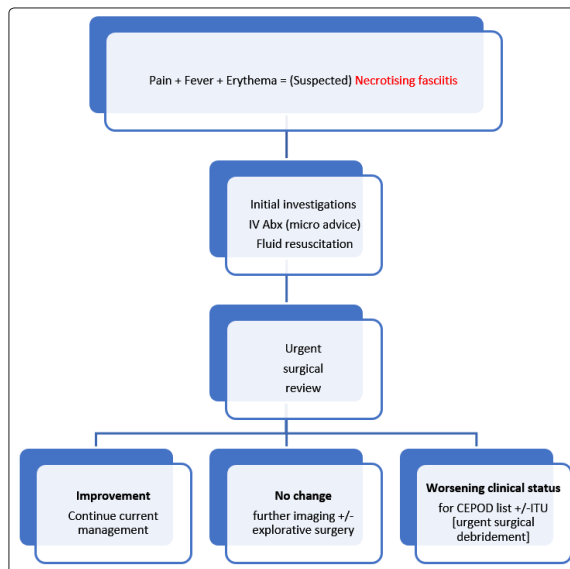 Pain + Fever + Erythema = (Suspected) Necrotising fasciitis
Initial investigations
IV Abx (micro advice)
Fluid resuscitation
Urgent
surgical
review
Improvement
Continue current
management
No change
further imaging +/-
explorative surgery
Worsening clinical status
for CEPOD list +/-ITU
[urgent surgical
debridement]